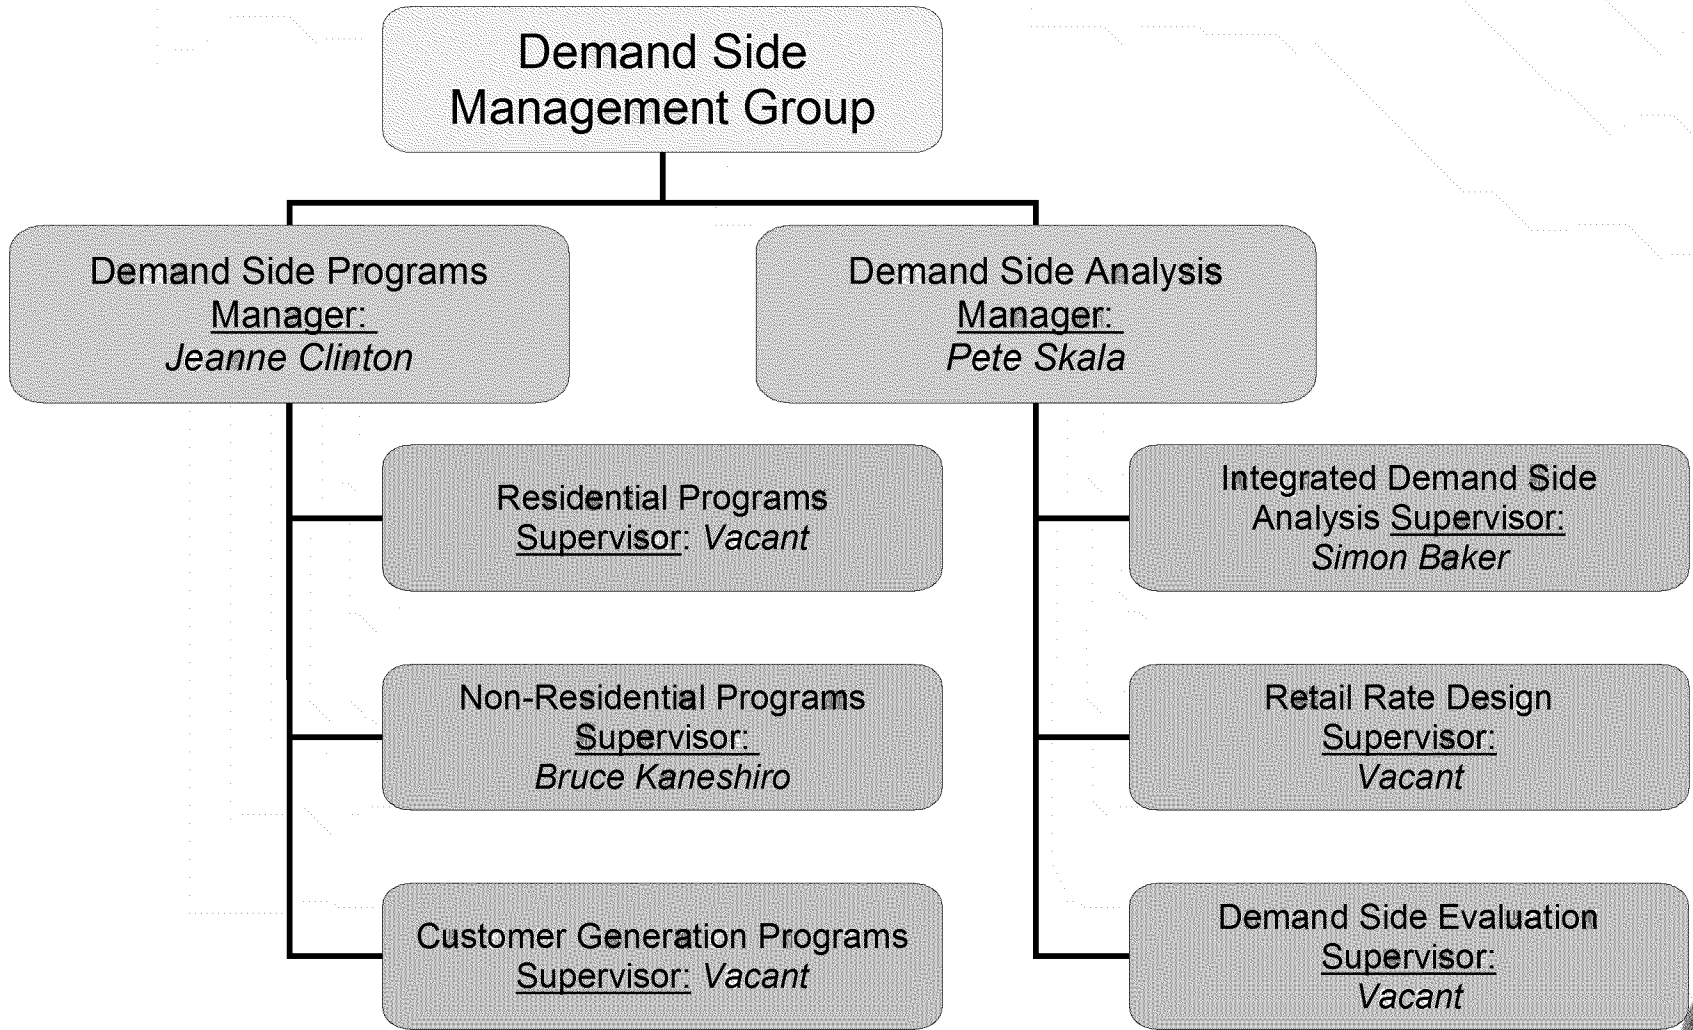 Demand Side
Management Group
Demand Side Programs
Manager:
Jeanne Clinton
Demand Side Analysis
Manager:
Pete Skala
Residential Programs
Supervisor: Vacant
Integrated Demand Side
Analysis Supervisor:
Simon Baker
Non-Residential Programs
Supervisor:
Bruce Kaneshiro
Retail Rate Design
Supervisor:
Vacant
Customer Generation Programs
Supervisor: Vacant
Demand Side Evaluation
Supervisor:
Vacant